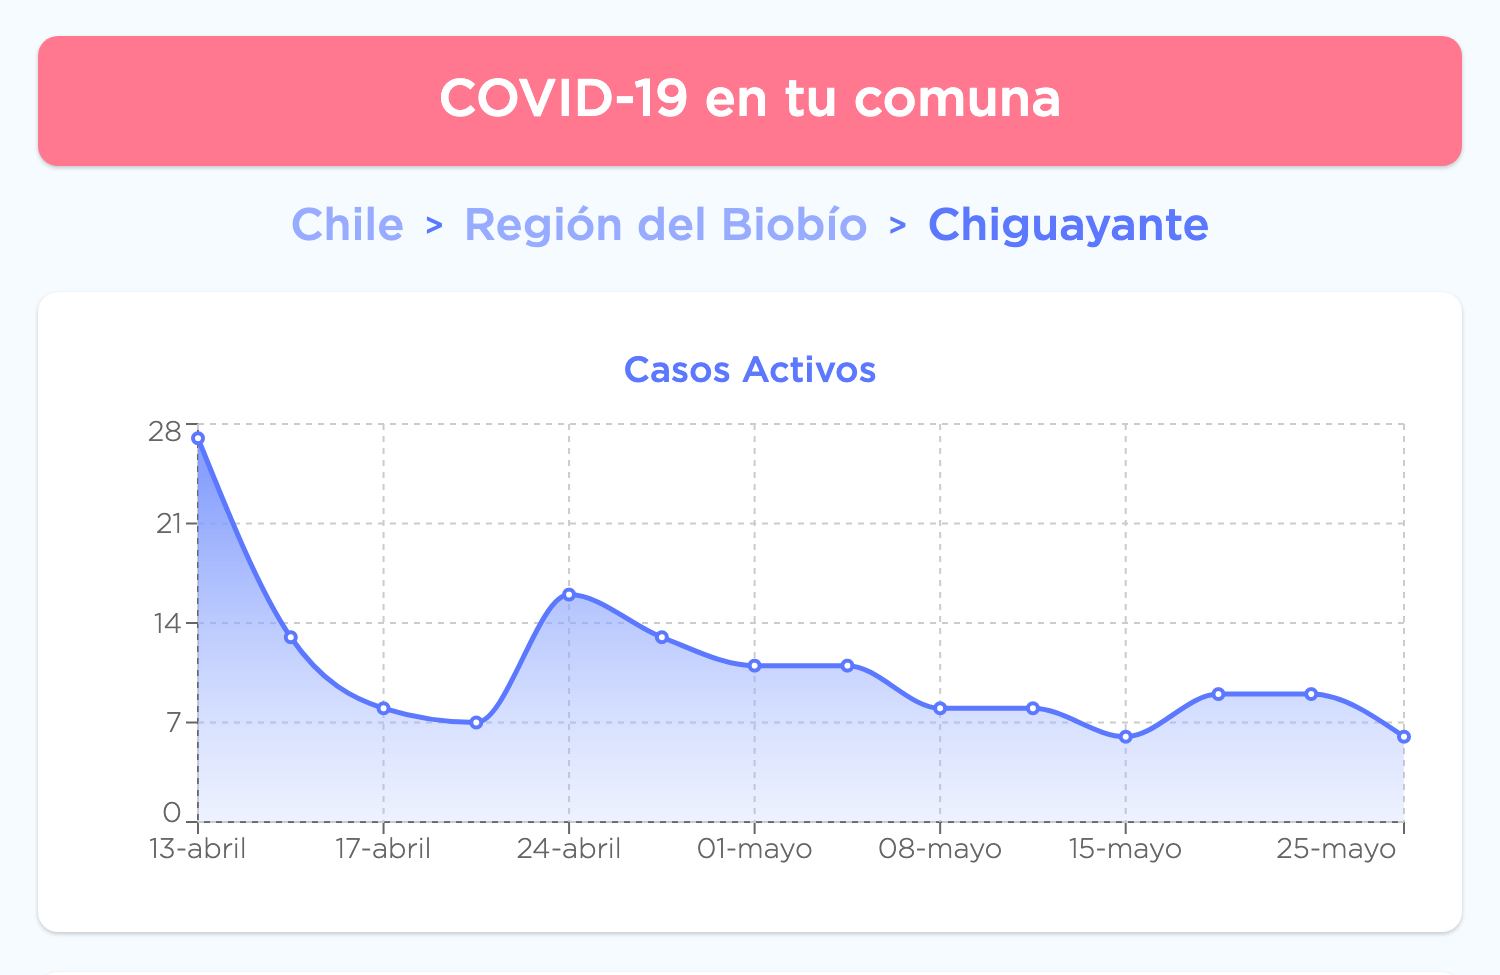 COVID-19 en tu comuna
Chile > Región del Biobío > Chiguayante
Casos Activos
28
21
14
7
0
13-abril 17-abril 24-abril 01-mayo 08-mayo 15-mayo 25-mayo